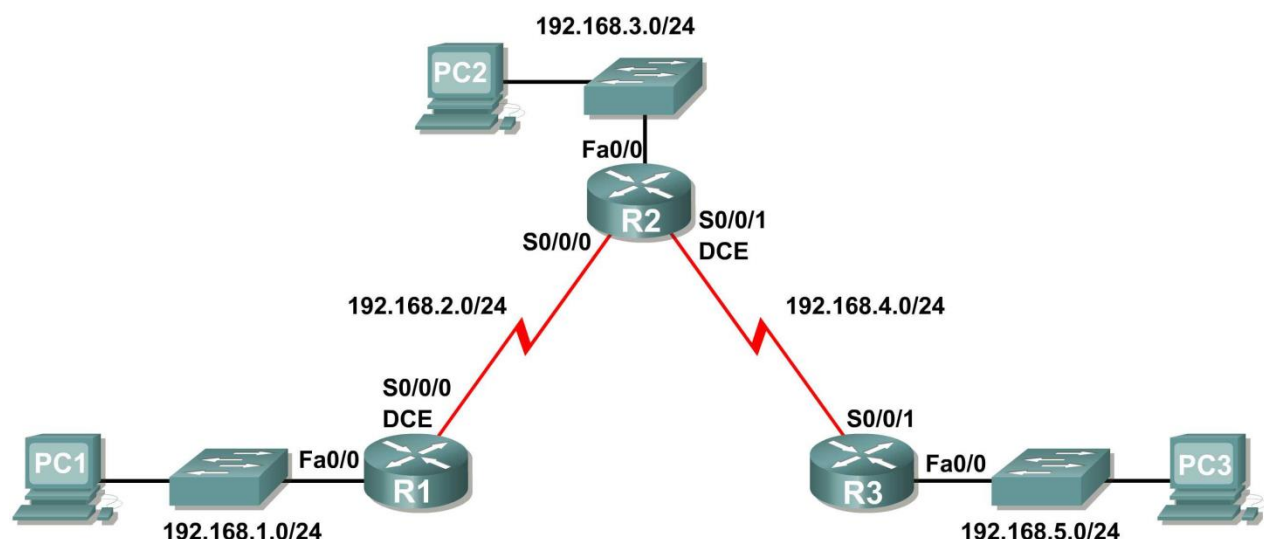 192.168.3.0/24
PC2
Fa0/0
R2
S0/0/0
S0/0/1
DCE
192.168.2.0/24
192.168.4.0/24
S0/0/0
DCE
S0/0/1
PC1
Fa0/0
R1
R3
Fa0/0
PC3
192.168.1.0/24
192.168.5.0/24